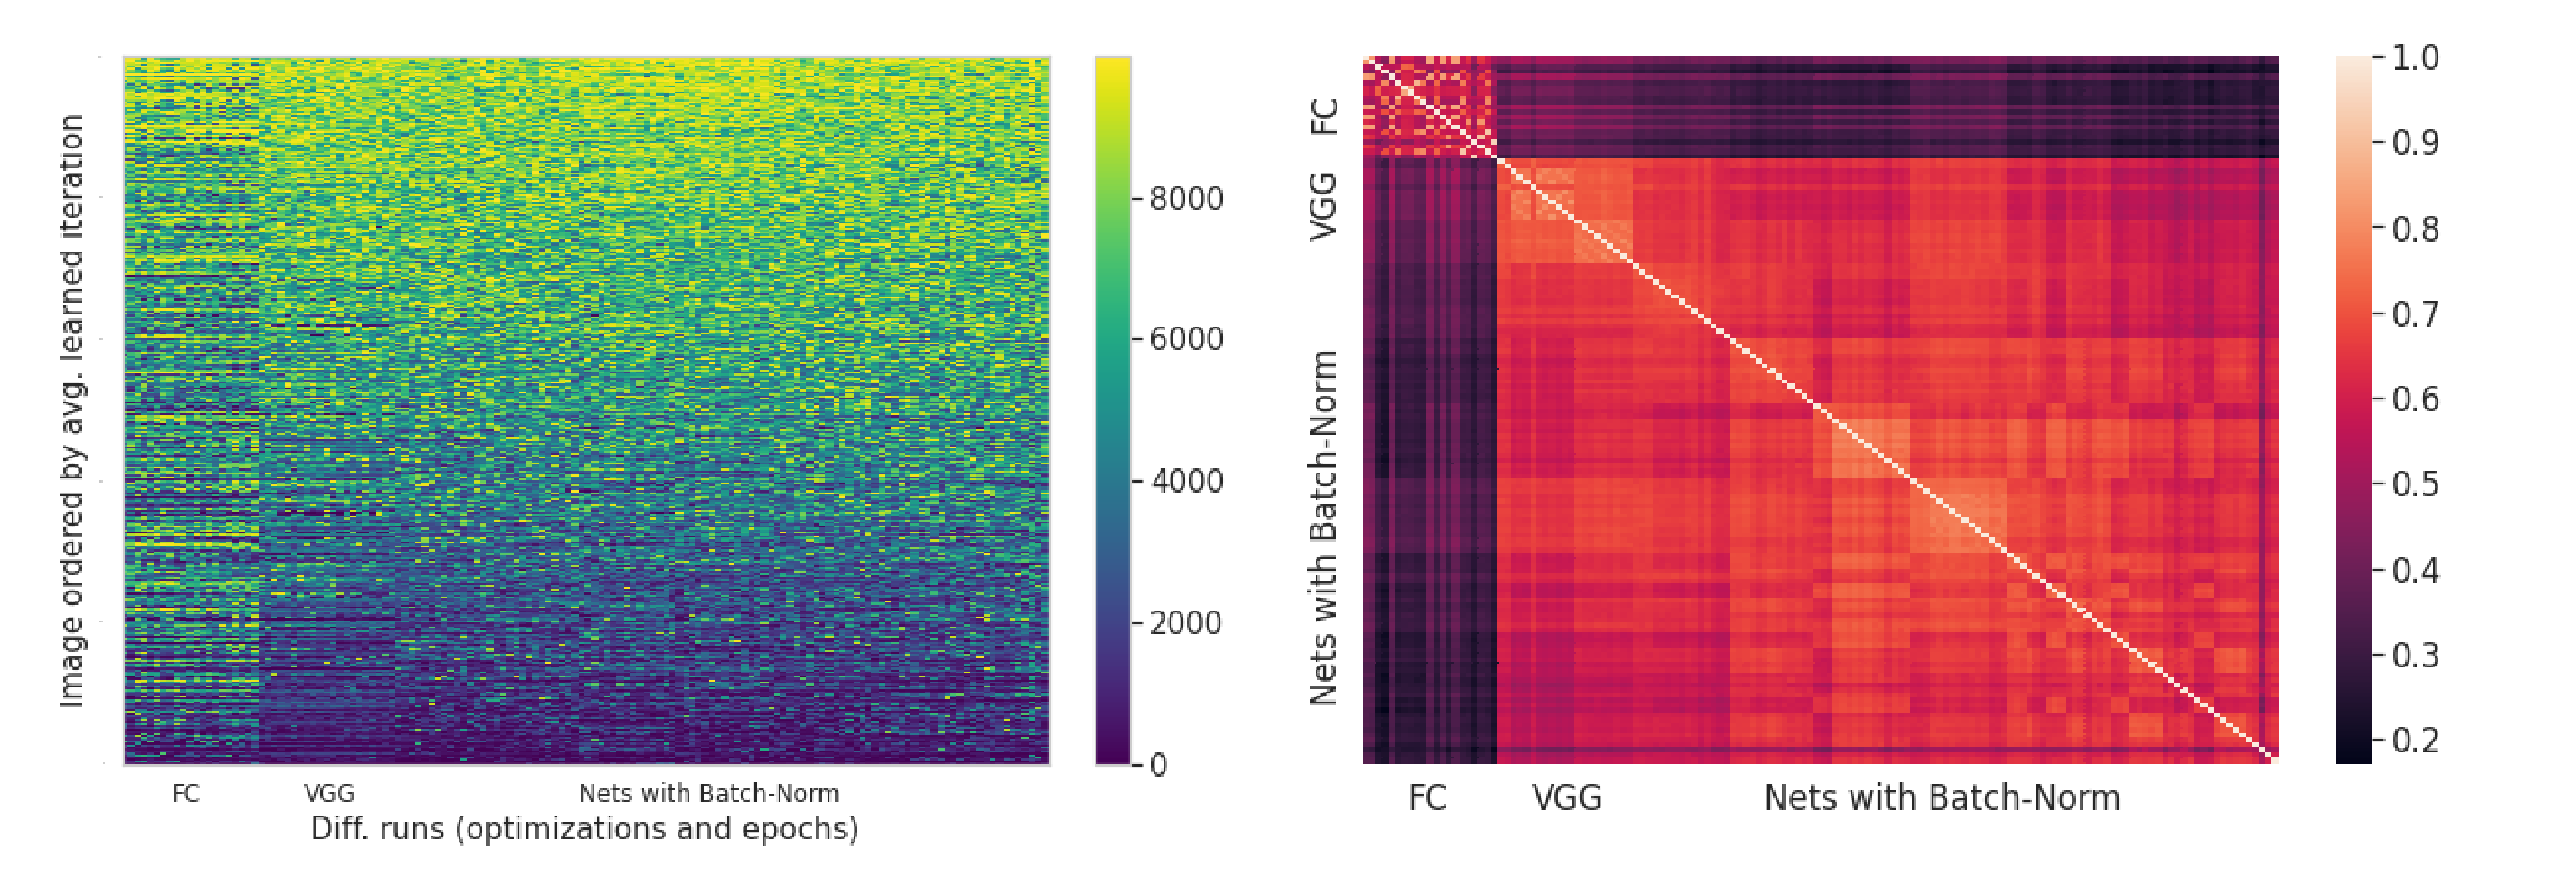 Image ordered by avg. learned iteration
FC
VGG
Nets with Batch-Norm
Diff. runs (optimizations and epochs)
8000
6000
4000
2000
0
FC
VGG
Nets with Batch-Norm
FC
VGG
Nets with Batch-Norm
1.0
0.9
0.8
0.7
0.6
0.5
0.4
0.3
0.2